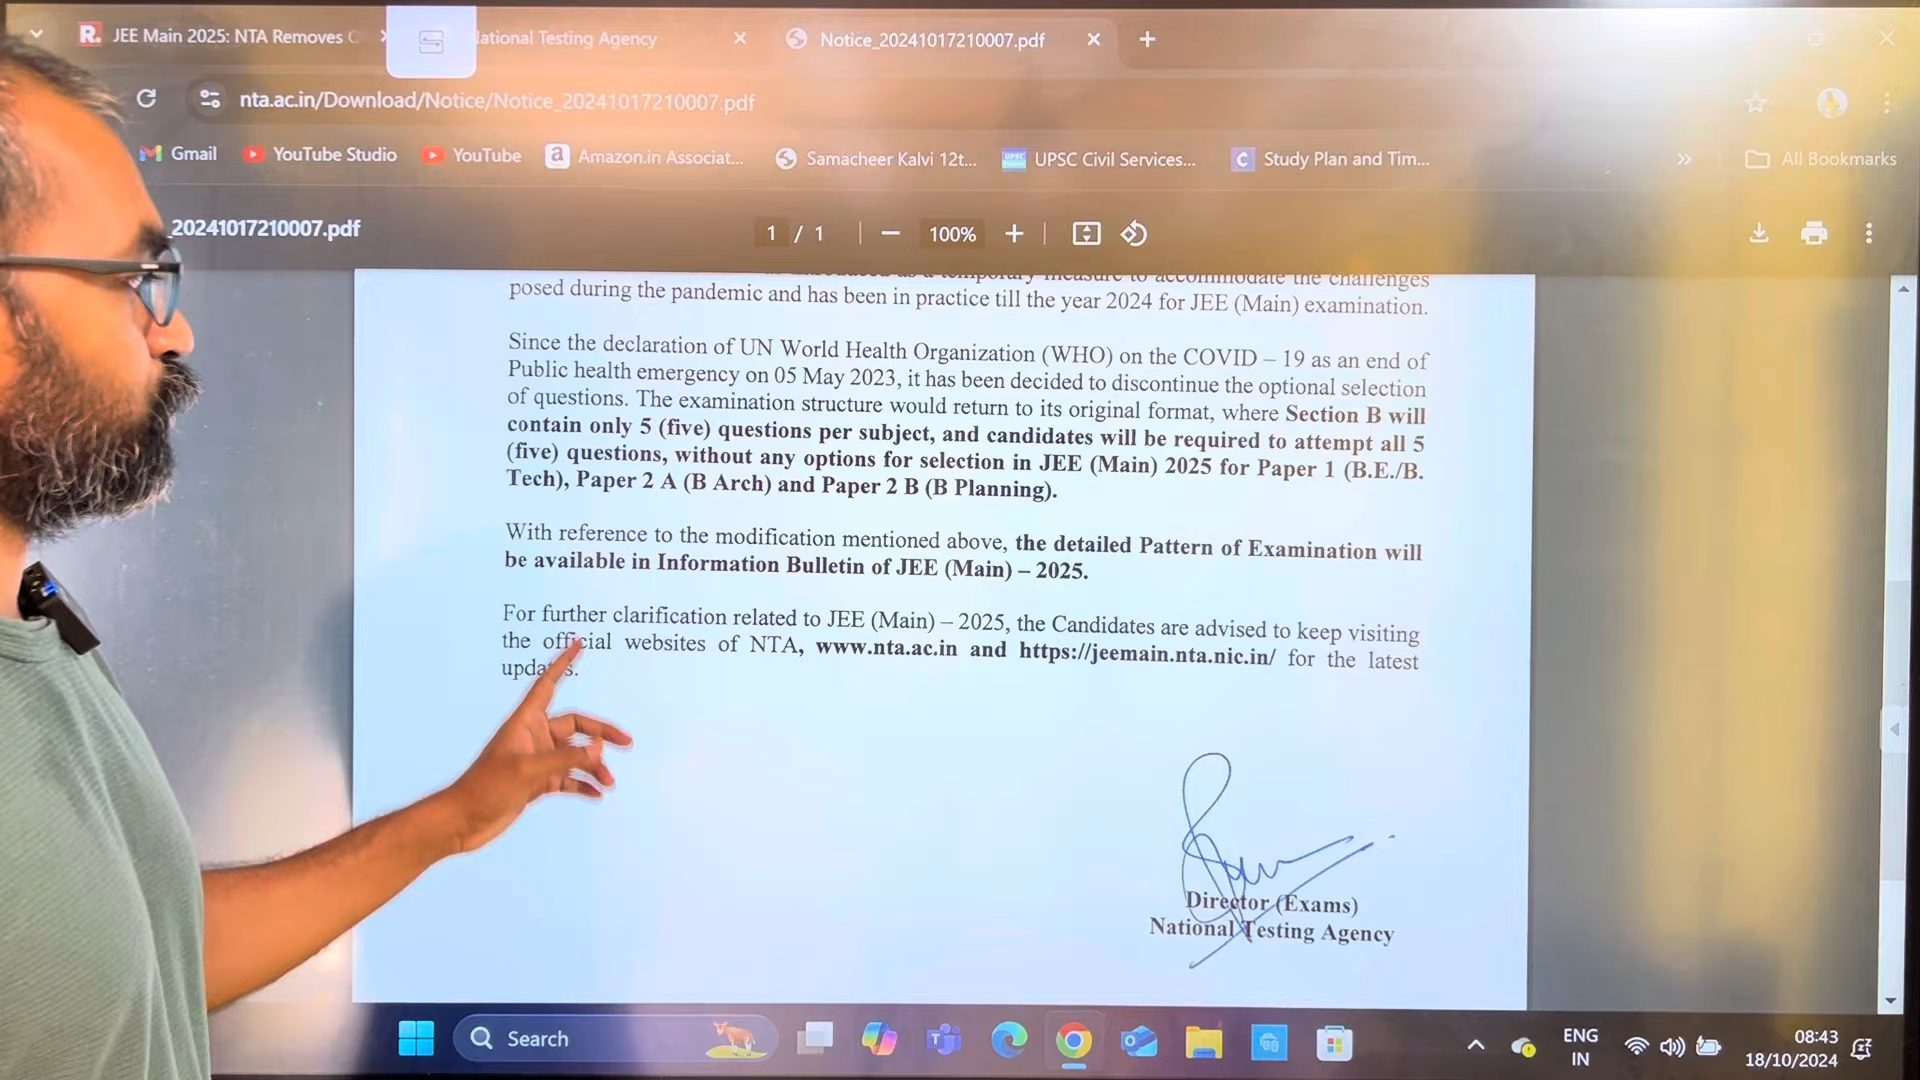 JEE Main 2025: NTA Removes
ational Testing Agency
Notice_20241017210007.pdf
nta.ac.in/Download/Notice/Notice_20241017210007.pdf
Gmail
YouTube Studio
YouTube
Amazon.in Associat...
Samacheer Kalvi 12t...
UPSC Civil Services...
Study Plan and Tim...
All Bookmarks
_20241017210007.pdf
1 / 1
100%
as a temporary measure to accommodate the challenges
posed during the pandemic and has been in practice till the year 2024 for JEE (Main) examination.
Since the declaration of UN World Health Organization (WHO) on the COVID – 19 as an end of
Public health emergency on 05 May 2023, it has been decided to discontinue the optional selection
of questions. The examination structure would return to its original format, where Section B will
contain only 5 (five) questions per subject, and candidates will be required to attempt all 5
(five) questions, without any options for selection in JEE (Main) 2025 for Paper 1 (B.E./B.
Tech), Paper 2 A (B Arch) and Paper 2 B (B Planning).
With reference to the modification mentioned above, the detailed Pattern of Examination will
be available in Information Bulletin of JEE (Main) – 2025.
For further clarification related to JEE (Main) – 2025, the Candidates are advised to keep visiting
the official websites of NTA, www.nta.ac.in and https://jeemain.nta.nic.in/ for the latest
Director (Exams)
National Testing Agency
Search
ENG
IN
08:43
18/10/2024